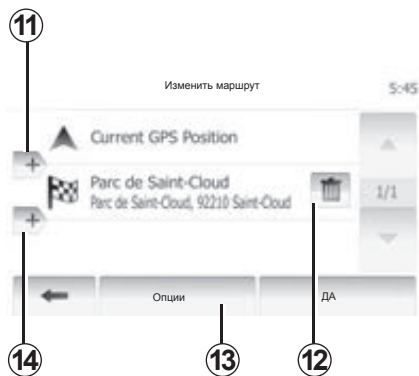 11
Изменить маршрут 5:45
Current GPS Position
+
Parc de Saint-Cloud
Parc de Saint-Cloud, 92210 Saint-Cloud
1/1
+
Опции ДА
14 13 12